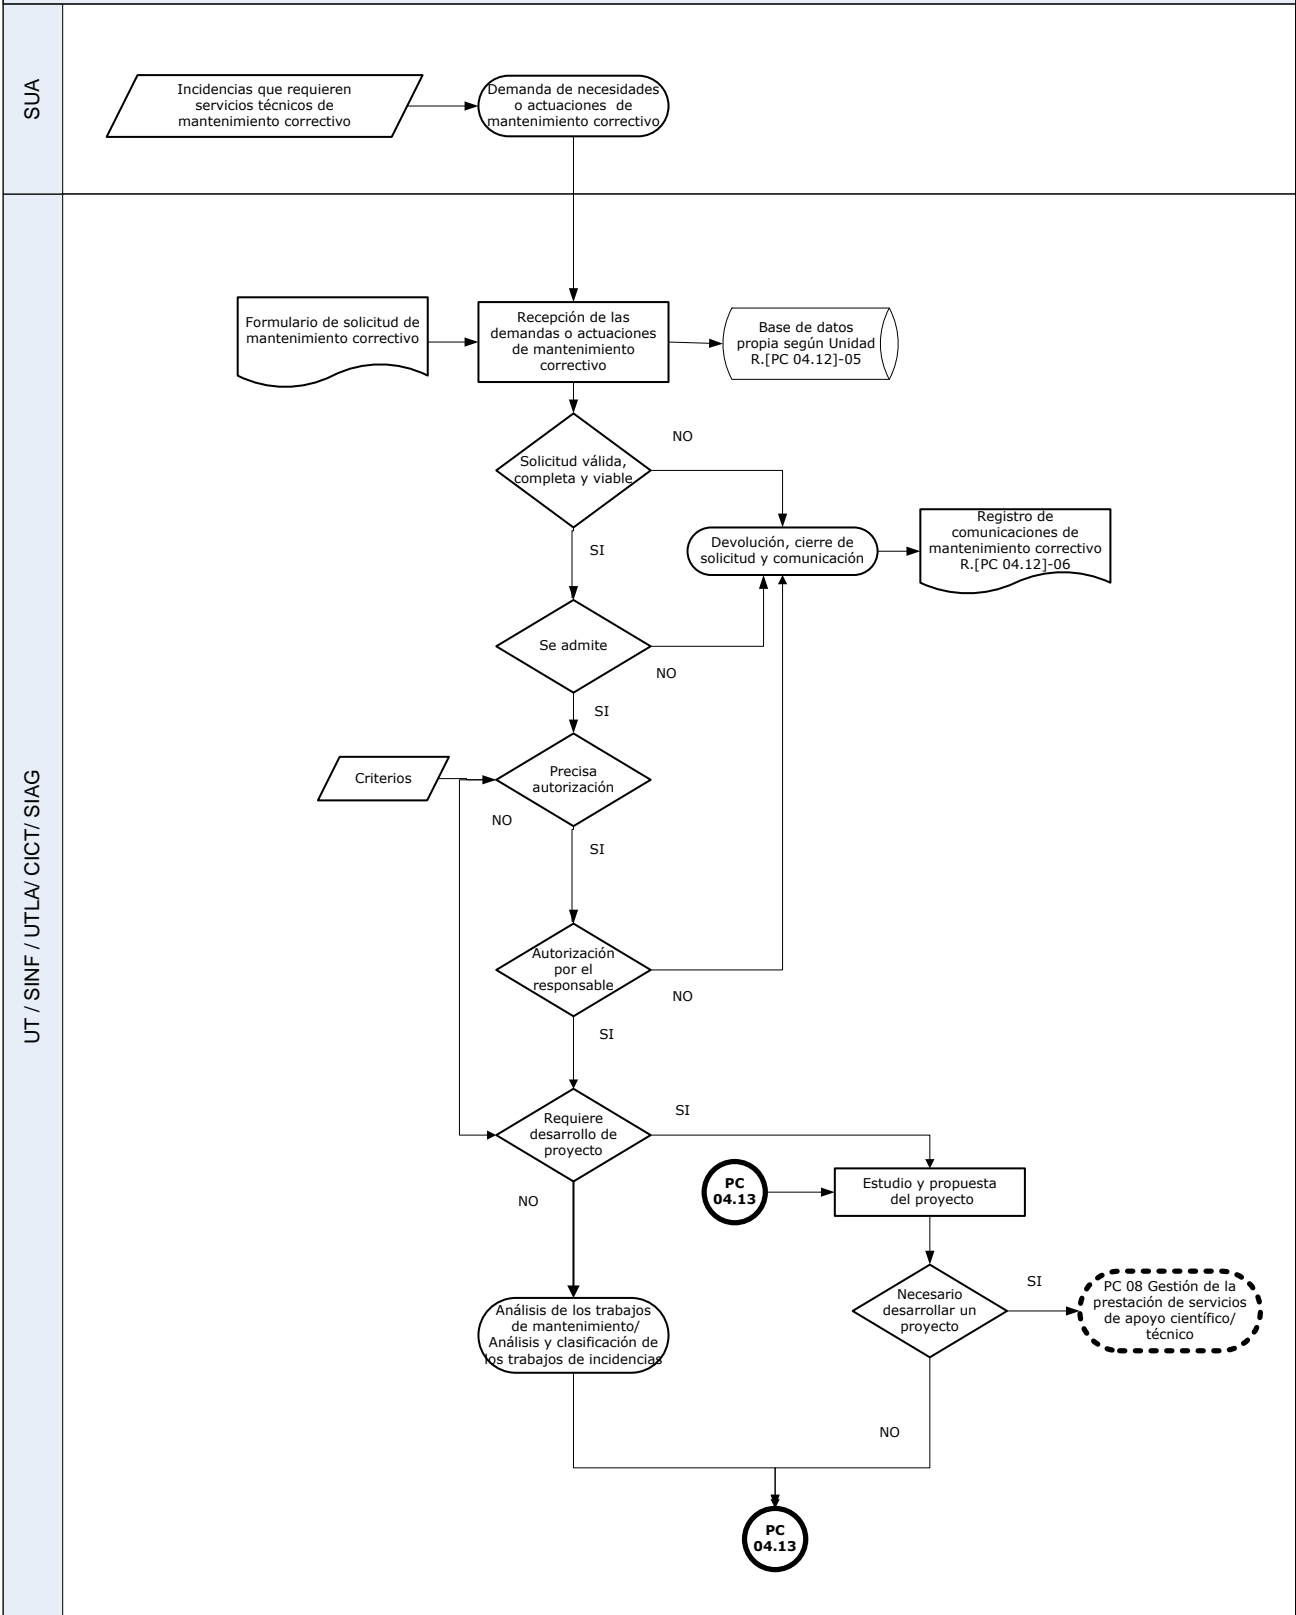 SUA
Incidencias que requieren
servicios técnicos de
mantenimiento correctivo
Demanda de necesidades
o actuaciones de
mantenimiento correctivo
UT / SINF / UTLA/ CICT/ SIAG
Formulario de solicitud de
mantenimiento correctivo
Recepción de las
demandas o actuaciones
de mantenimiento
correctivo
Base de datos
propia según Unidad
R.[PC 04.12]-05
Solicitud válida,
completa y viable
NO
SI
Devolución, cierre de
solicitud y comunicación
Registro de
comunicaciones de
mantenimiento correctivo
R.[PC 04.12]-06
Se admite
NO
SI
Criterios
Precisa
autorización
NO
SI
Autorización
por el
responsable
NO
SI
Requiere
desarrollo de
proyecto
SI
NO
PC
04.13
Estudio y propuesta
del proyecto
Necesario
desarrollar un
proyecto
SI
PC 08 Gestión de la
prestación de servicios
de apoyo científico/
técnico
Análisis de los trabajos
de mantenimiento/
Análisis y clasificación de
los trabajos de incidencias
NO
PC
04.13